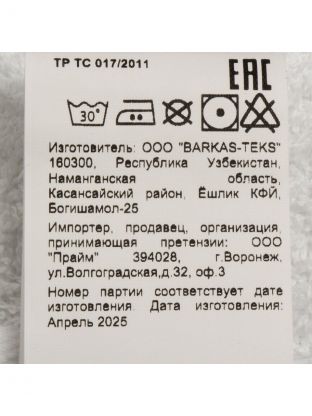 ТР ТС 017/2011
ЕАС
30°
Изготовитель: ООО "BARKAS-TEKS"
160300, Республика Узбекистан,
Наманганская область,
Касансайский район, Ёшлик КФЙ,
Богишамол-25
Импортер, продавец, организация,
принимающая претензии: ООО
"Прайм" 394028, г.Воронеж,
ул.Волгоградская,д.32, оф.3
Номер партии соответствует дате
изготовления. Дата изготовления:
Апрель 2025